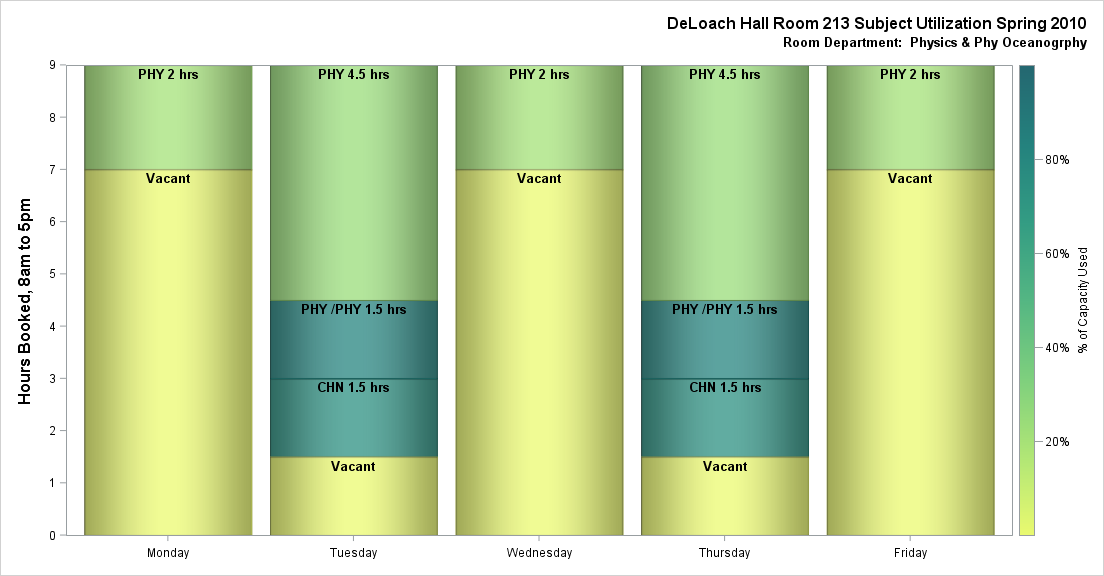 DeLoach Hall Room 213 Subject Utilization Spring 2010
Room Department:  Physics & Phy Oceanogrphy
Hours Booked, 8am to 5pm
9
8
7
6
5
4
3
2
1
0
PHY 2 hrs
Vacant
Monday
PHY 4.5 hrs
PHY /PHY 1.5 hrs
CHN 1.5 hrs
Vacant
Tuesday
PHY 2 hrs
Vacant
Wednesday
PHY 4.5 hrs
PHY /PHY 1.5 hrs
CHN 1.5 hrs
Vacant
Thursday
PHY 2 hrs
Vacant
Friday
80%
60%
40%
20%
% of Capacity Used